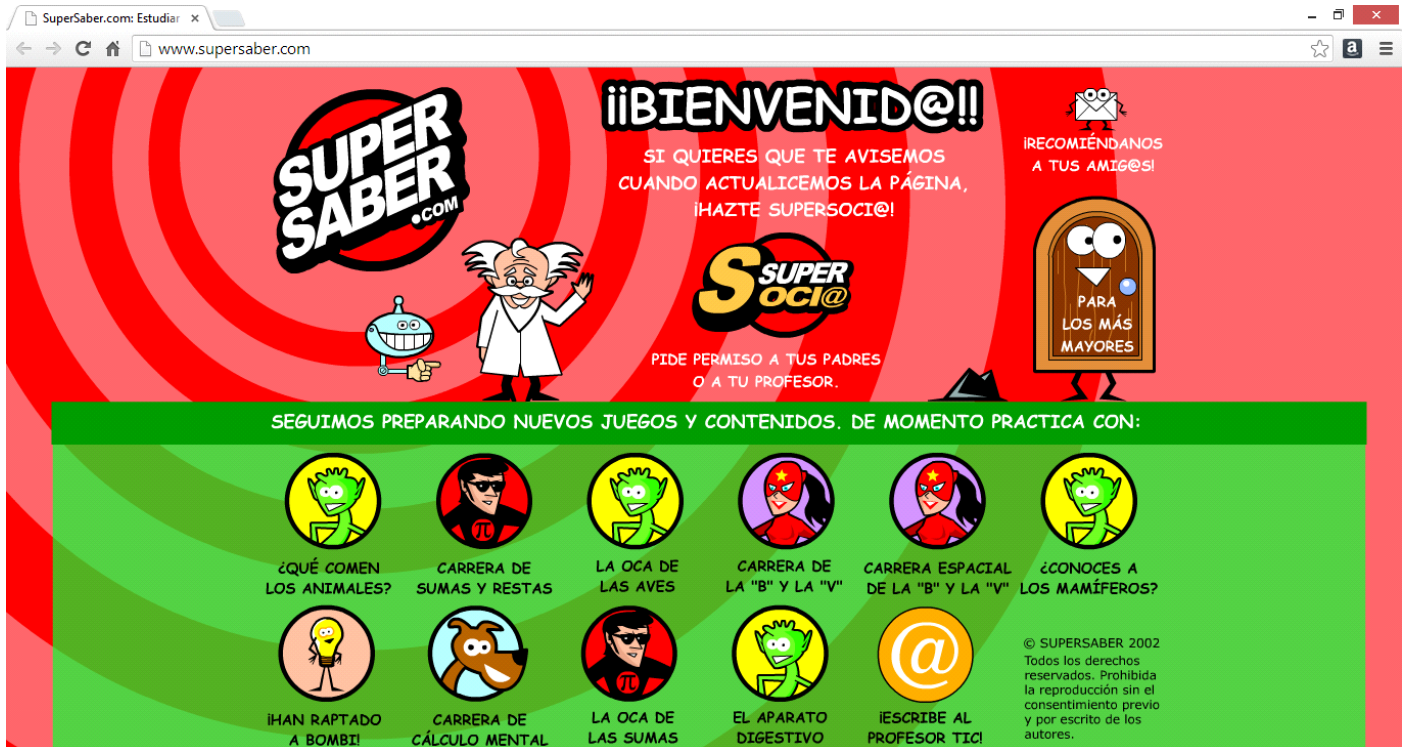 SuperSaber.com: Estudiar
www.supersaber.com
SUPER
SABER
.COM
¡¡BIENVENID@!!
SI QUIERES QUE TE AVISEMOS
CUANDO ACTUALICEMOS LA PÁGINA,
¡HAZTE SUPERSOCI@!
S SUPER
OCI@
PIDE PERMISO A TUS PADRES
O A TU PROFESOR.
¡RECOMIÉNDANOS
A TUS AMIG@S!
PARA
LOS MÁS
MAYORES
SEGUIMOS PREPARANDO NUEVOS JUEGOS Y CONTENIDOS. DE MOMENTO PRACTICA CON:
¿QUÉ COMEN
LOS ANIMALES?
π
CARRERA DE
SUMAS Y RESTAS
LA OCA DE
LAS AVES
CARRERA DE
LA "B" Y LA "V"
CARRERA ESPACIAL
DE LA "B" Y LA "V"
¿CONOCES A
LOS MAMÍFEROS?
¡HAN RAPTADO
A BOMBI!
CARRERA DE
CÁLCULO MENTAL
π
LA OCA DE
LAS SUMAS
EL APARATO
DIGESTIVO
@
¡ESCRIBE AL
PROFESOR TIC!
© SUPERSABER 2002
Todos los derechos
reservados. Prohibida
la reproducción sin el
consentimiento previo
y por escrito de los
autores.